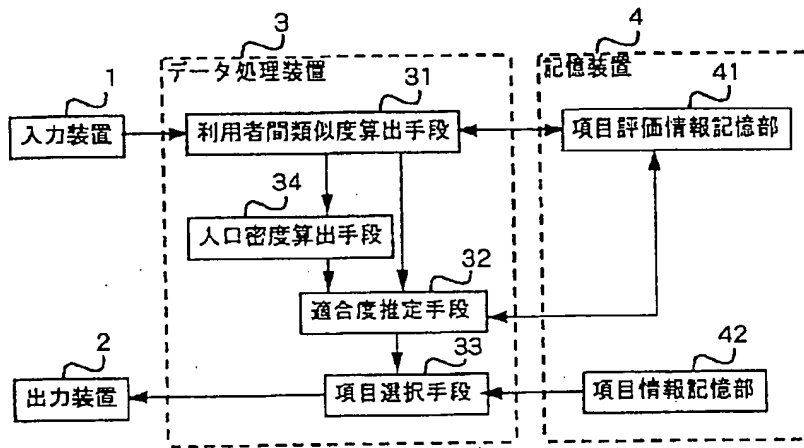 3
4
データ処理装置
記憶装置
1
31
41
入力装置
利用者間類似度算出手段
項目評価情報記憶部
34
人口密度算出手段
32
適合度推定手段
2
33
42
出力装置
項目選択手段
項目情報記憶部